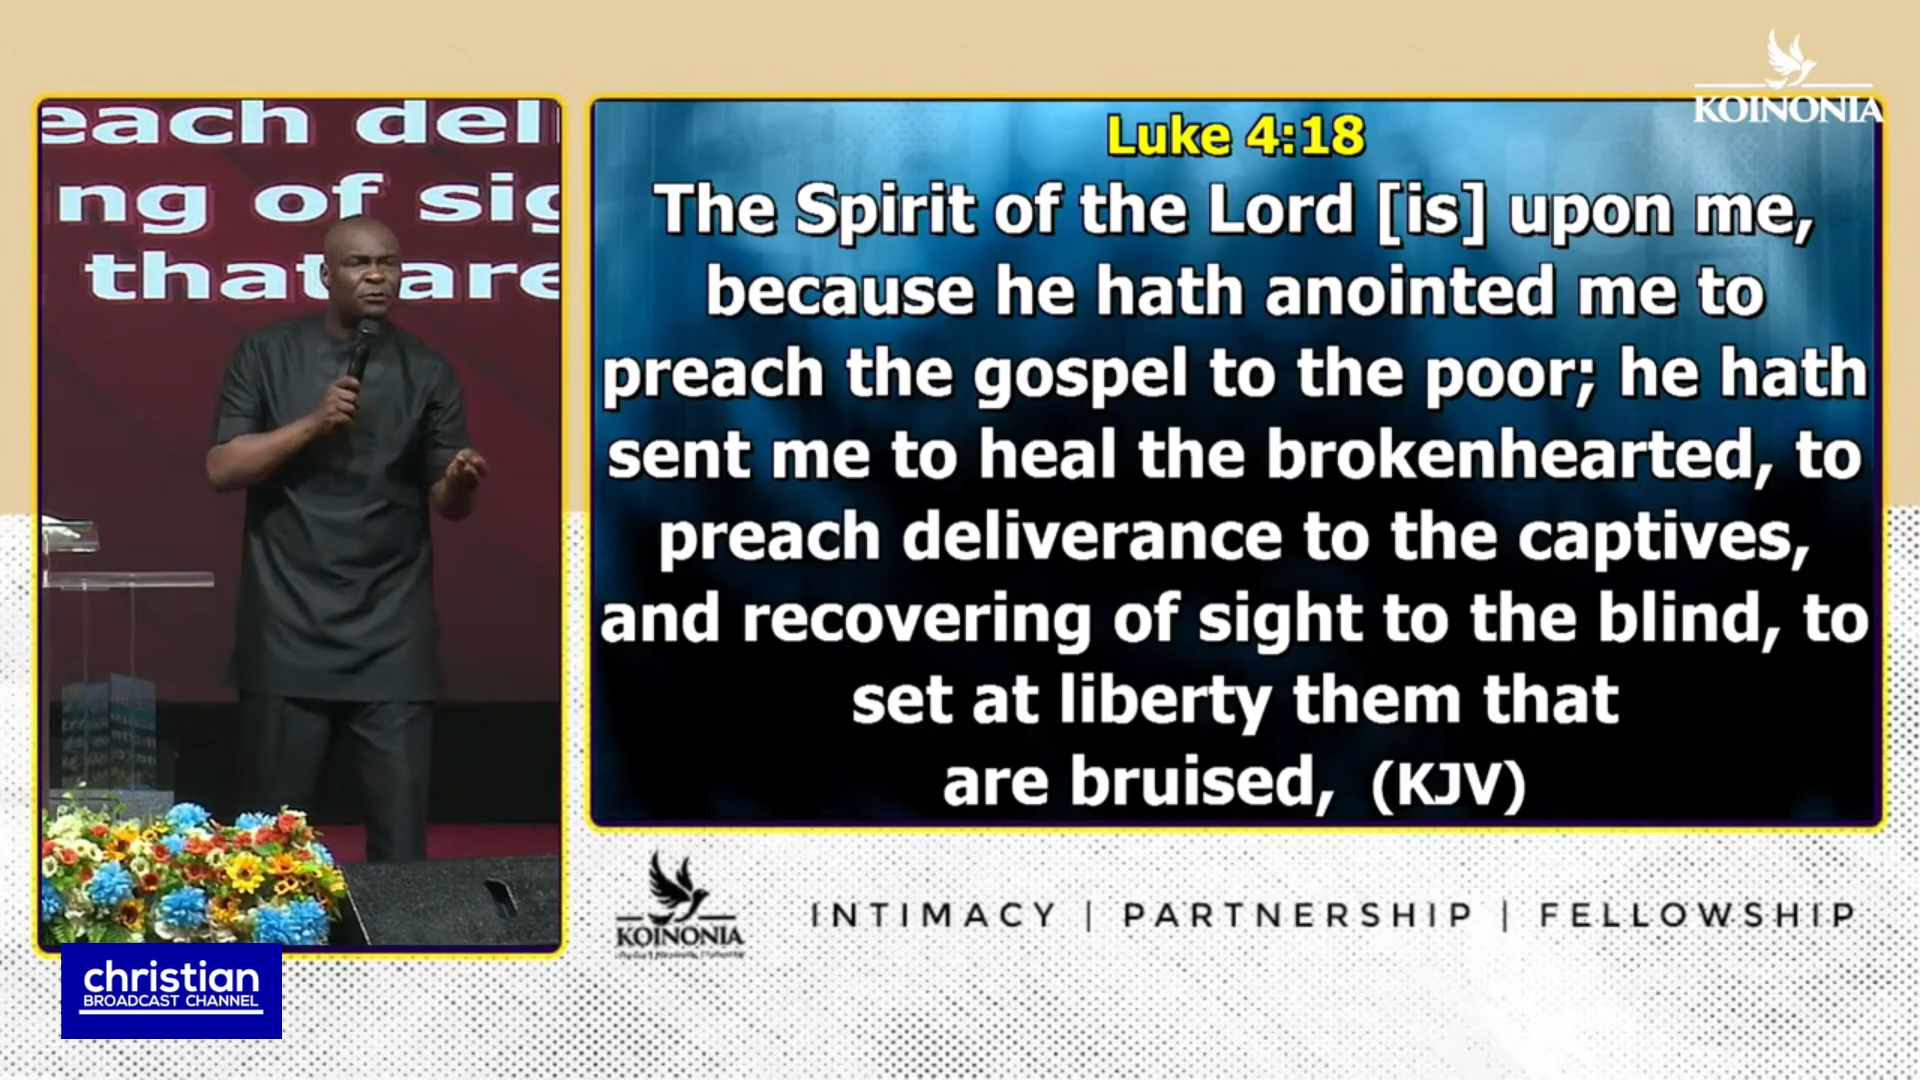 KOINONIA
each del
ng of sig
that are
Luke 4:18
The Spirit of the Lord [is] upon me,
because he hath anointed me to
preach the gospel to the poor; he hath
sent me to heal the brokenhearted, to
preach deliverance to the captives,
and recovering of sight to the blind, to
set at liberty them that
are bruised, (KJV)
KOINONIA
INTIMACY | PARTNERSHIP | FELLOWSHIP
christian
BROADCAST CHANNEL